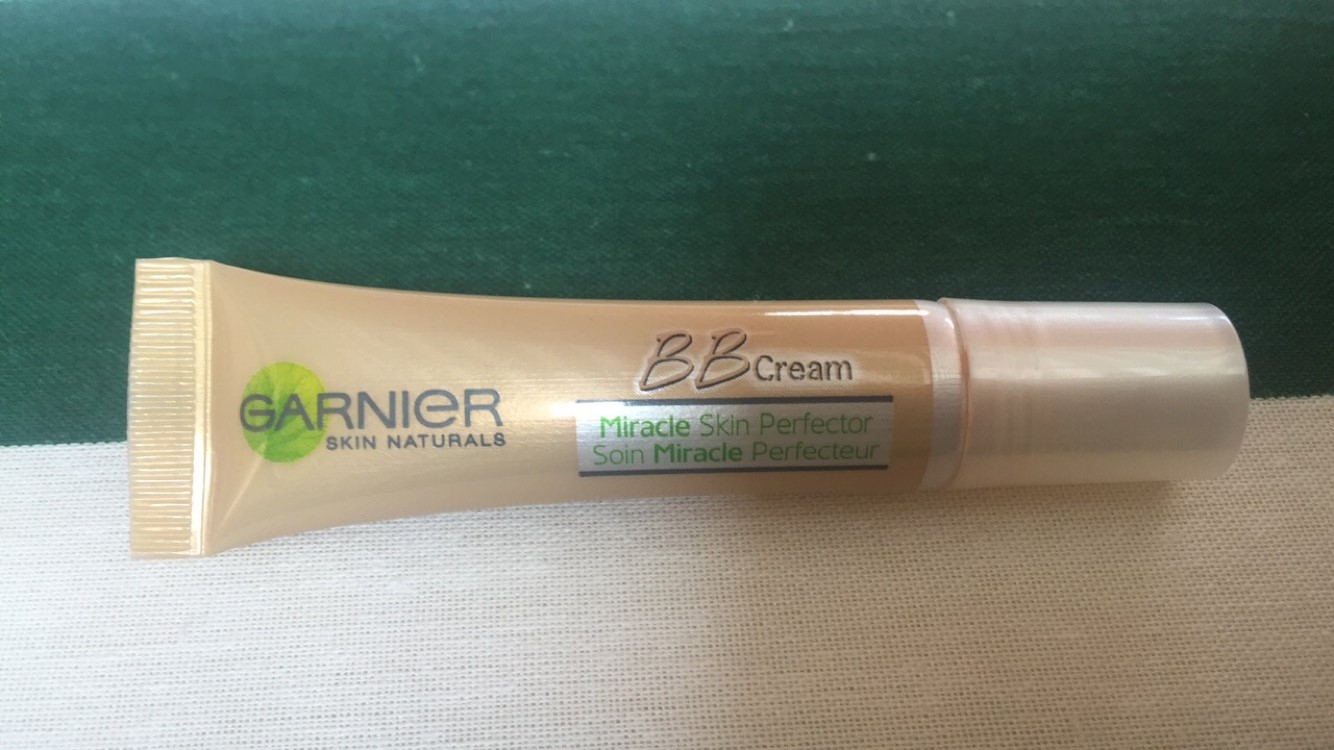 GARNIER
SKIN NATURALS
BB Cream
Miracle Skin Perfector
Soin Miracle Perfecteur